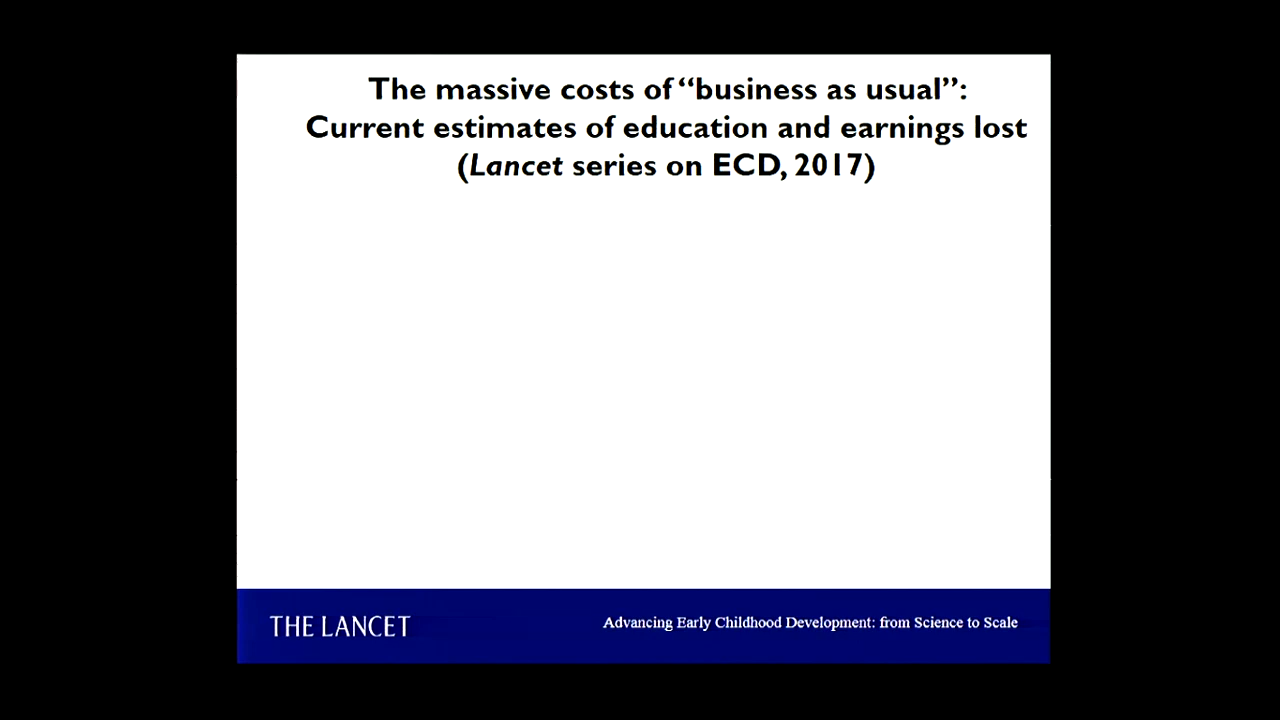 The massive costs of “business as usual”:
Current estimates of education and earnings lost
(Lancet series on ECD, 2017)
THE LANCET
Advancing Early Childhood Development: from Science to Scale